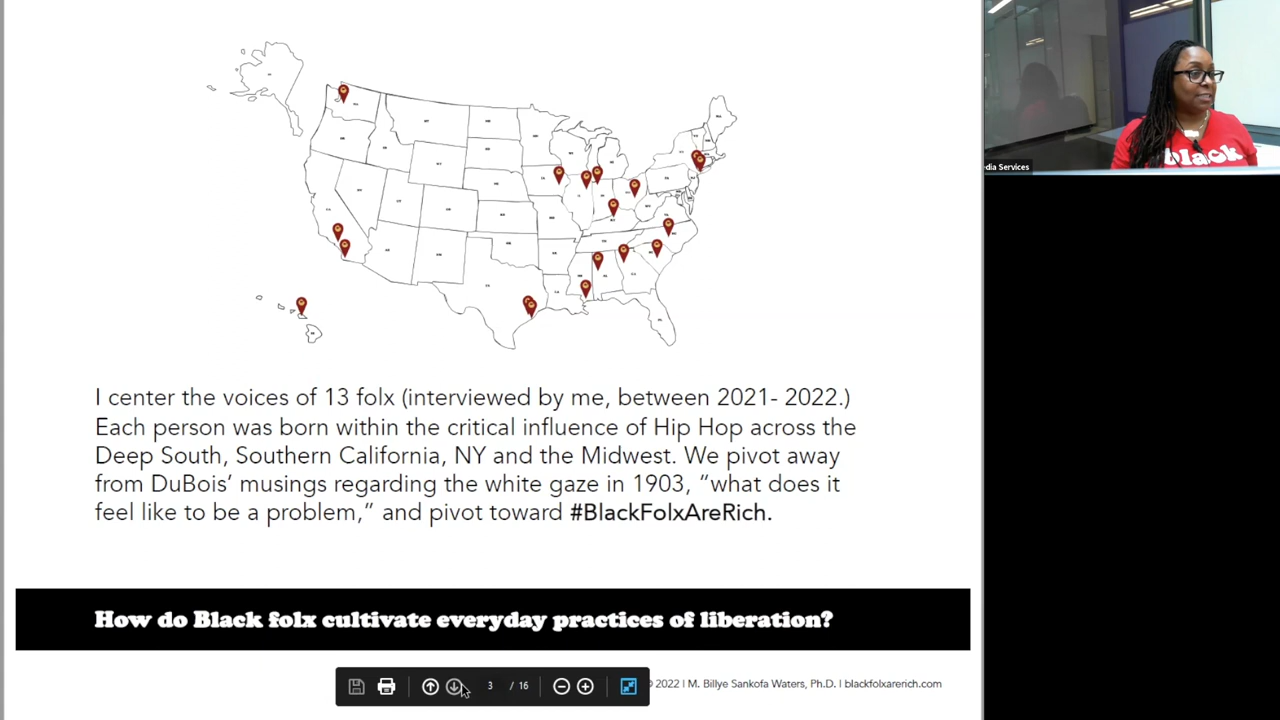 I center the voices of 13 folx (interviewed by me, between 2021- 2022.)
Each person was born within the critical influence of Hip Hop across the
Deep South, Southern California, NY and the Midwest. We pivot away
from DuBois’ musings regarding the white gaze in 1903, “what does it
feel like to be a problem,” and pivot toward #BlackFolxAreRich.
How do Black folx cultivate everyday practices of liberation?
3 / 16
2022 I M. Billye Sankofa Waters, Ph.D. I blackfolxarerich.com
black
dia Services